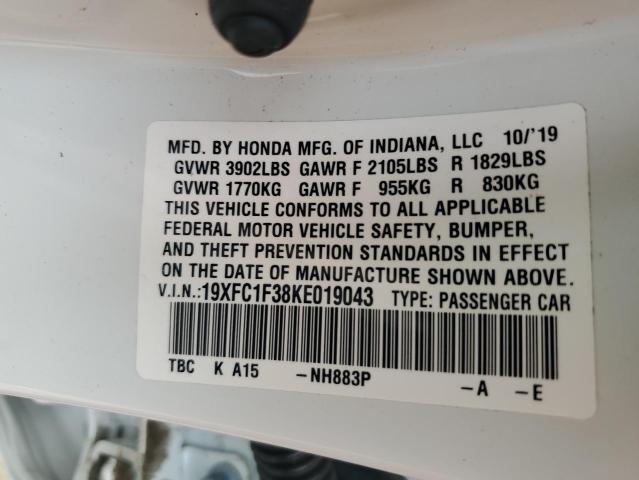 MFD. BY HONDA MFG. OF INDIANA, LLC 10/'19
GVWR 3902LBS GAWR F 2105LBS R 1829LBS
GVWR 1770KG GAWR F 955KG R 830KG
THIS VEHICLE CONFORMS TO ALL APPLICABLE
FEDERAL MOTOR VEHICLE SAFETY, BUMPER,
AND THEFT PREVENTION STANDARDS IN EFFECT
ON THE DATE OF MANUFACTURE SHOWN ABOVE.
V.I.N.:19XFC1F38KE019043 TYPE: PASSENGER CAR
TBC K A15 -NH883P -A -E